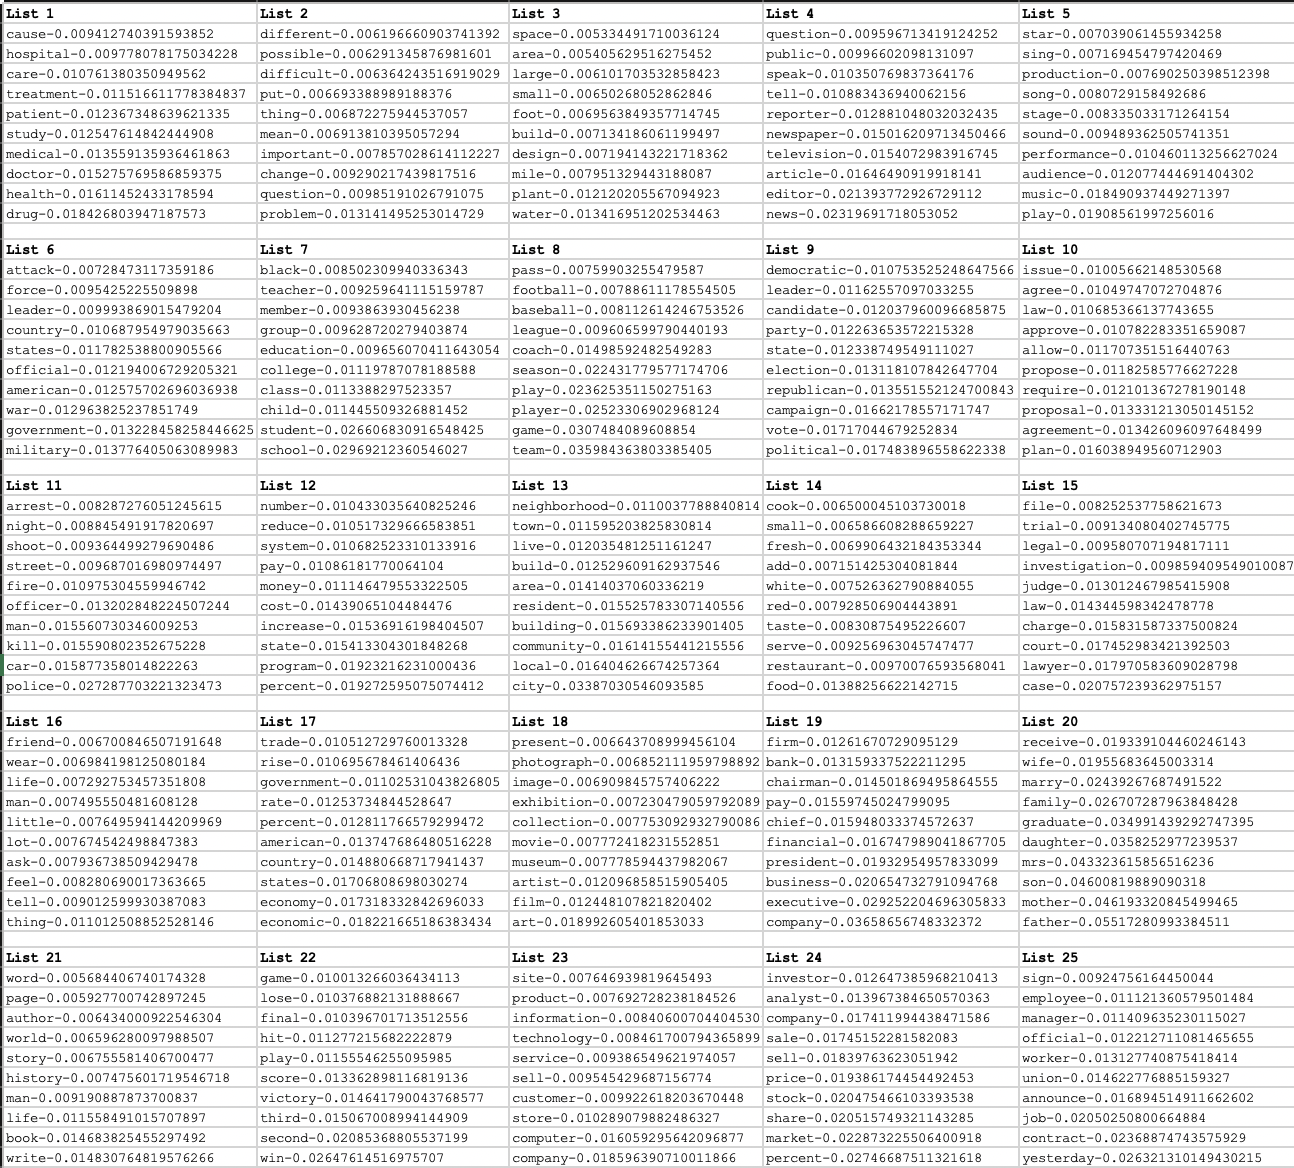 List 1 List 2 List 3 List 4 List 5
cause-0.009412740391593852 different-0.006196660903741392 space-0.005334491710036124 question-0.009596713419124252 star-0.007039061455934258
hospital-0.009778078175034228 possible-0.006291345876980601 area-0.005405629516275452 public-0.00996602098131097 sing-0.007169454797420469
care-0.010761380350949562 difficult-0.006364243516919029 large-0.006101703532858423 speak-0.010350769837364176 production-0.007690250398512398
treatment-0.011516611778384837 put-0.00669338898918 8376 small-0.00650268052862846 tell-0.010883436940062156 song-0.0080729158492686
patient-0.012367348639621335 thing-0.006872275944537057 foot-0.0069563849357714745 reporter-0.012881048032032435 stage-0.008335033171264154
study-0.012547614842444908 mean-0.006913810395057294 build-0.0071341860611994 97 newspaper-0.015016209713450466 sound-0.009489362505741351
medical-0.013559135936461863 important-0.007857028614112227 design-0.007194143221718362 television-0.0154072983916745 performance-0.010460113256627024
doctor-0.015275769586859375 change-0.009290217439817516 mile-0.007951329443188087 article-0.01646490919918141 audience-0.012077444691404302
health-0.01611452433178594 question-0.00985191026791075 plant-0.012120205567094923 editor-0.021393772926729112 music-0.018490937449271397
drug-0.018426803947187573 problem-0.013141495253014729 water-0.013416951202534463 news-0.02319691718053052 play-0.01908561997256016
List 6 List 7 List 8 List 9 List 10
attack-0.00728473117359186 black-0.008502309940336343 pass-0.00759903255479587 democratic-0.010753525248647566 issue-0.01005662148530568
force-0.0095425225509898 teacher-0.009259641115159787 football-0.00788611178554505 leader-0.01162557097033255 agree-0.01049747072704876
leader-0.009993869015479204 member-0.0093863930456238 baseball-0.008112614246753526 candidate-0.012037960096685875 law-0.010685366137743655
country-0.010687954979035663 group-0.009628720279403874 league-0.009606599790440193 party-0.012263653572215328 approve-0.010782283351659087
states-0.011782538800905566 education-0.009656070411643054 coach-0.01498592482549283 state-0.012338749549111027 allow-0.011707351516440763
official-0.012194006729205321 college-0.01119787078188588 season-0.022431779577174706 election-0.013118107842647704 propose-0.01182585776627228
american-0.012575702696036938 class-0.0113388297523357 play-0.023625351150275163 republican-0.013551552124700843 require-0.012101367278190148
war-0.012963825237851749 child-0.011445509326881452 player-0.02523306902968124 campaign-0.01662178557171747 proposal-0.013331213050145152
government-0.013228458258446625 student-0.026606830916548425 game-0.0307484089608854 vote-0.01717044679252834 agreement-0.013426096097648499
military-0.013776405063089983 school-0.02969212360546027 team-0.035984363803385405 political-0.017483896558622338 plan-0.016038949560712903
List 11 List 12 List 13 List 14 List 15
arrest-0.008287276051245615 number-0.010433035640825246 neighborhood-0.0110037788840814 cook-0.006500045103730018 file-0.008252537758621673
night-0.008845491917820697 reduce-0.010517329666583851 town-0.011595203825830814 small-0.006586608288659227 trial-0.009134080402745775
shoot-0.009364499279690486 system-0.010682523310133916 live-0.012035481251161247 fresh-0.0069906432184353344 legal-0.009580707194817111
street-0.009687016980974497 pay-0.01086181770064104 build-0.012529609162937546 add-0.007151425304081844 investigation-0.009859409549010087
fire-0.010975304559946742 money-0.011146479553322505 area-0.01414037060336219 white-0.007526362790884055 judge-0.013012467985415908
officer-0.013202848224507244 cost-0.01439065104484476 resident-0.015525783307140556 red-0.007928506904443891 law-0.014344598342478778
man-0.015560730346009253 increase-0.01536916198404507 building-0.015693386233901405 taste-0.00830875495226607 charge-0.015831587337500824
kill-0.015590802352675228 state-0.015413304301848268 community-0.01614155441215556 serve-0.009256963045747477 court-0.017452983421392503
car-0.015877358014822263 program-0.01923216231000436 local-0.016404626674257364 restaurant-0.00970076593568041 lawyer-0.017970583609028798
police-0.027287703221323473 percent-0.019272595075074412 city-0.03387030546093585 food-0.01388256622142715 case-0.020757239362975157
List 16 List 17 List 18 List 19 List 20
friend-0.006700846507191648 trade-0.010512729760013328 present-0.006643708999456104 firm-0.01261670729095129 receive-0.019339104460246143
wear-0.006984198125080184 rise-0.010695678461406436 photograph-0.006852111959798892 bank-0.013159337522211295 wife-0.01955683645003314
life-0.007292753457351808 government-0.01102531043826805 image-0.006909845757406222 chairman-0.014501869495864555 marry-0.02439267687491522
man-0.007495550481608128 rate-0.01253734844528647 exhibition-0.007230479059792089 pay-0.01559745024799095 family-0.026707287963848428
little-0.007649594144209969 percent-0.012811766579299472 collection-0.007753092932790086 chief-0.015948033374572637 graduate-0.034991439292747395
lot-0.007674542498847383 american-0.013747686480516228 movie-0.007772418231552851 financial-0.016747989041867705 daughter-0.0358252977239537
ask-0.007936738509429478 country-0.014880668717941437 museum-0.007778594437982067 president-0.01932954957833099 mrs-0.043323615856516236
feel-0.008280690017363665 states-0.01706808698030274 artist-0.012096858515905405 business-0.020654732791094768 son-0.04600819889090318
tell-0.009012599930387083 economy-0.017318332842696033 film-0.012448107821820402 executive-0.029252204696305833 mother-0.046193320845499465
thing-0.011012508852528146 economic-0.018221665186383434 art-0.018992605401853033 company-0.03658656748332372 father-0.05517280993384511
List 21 List 22 List 23 List 24 List 25
word-0.005684406740174328 game-0.010013266036434113 site-0.007646939819645493 investor-0.012647385968210413 sign-0.00924756164450044
page-0.005927700742897245 lose-0.010376882131888667 product-0.007692728238184526 analyst-0.013967384650570363 employee-0.011121360579501484
author-0.006434000922546304 final-0.010396701713512556 information-0.00840600704404530 company-0.017411994438471586 manager-0.011409635230115027
world-0.006596280097988507 hit-0.011277215682222879 technology-0.008461700794365899 sale-0.01745152281582083 official-0.012212711081465655
story-0.006755581406700477 play-0.01155546255095985 service-0.009386549621974057 sell-0.01839763623051942 worker-0.013127740875418414
history-0.007475601719546718 score-0.013362898116819136 sell-0.009545429687156774 price-0.019386174454492453 union-0.014622776885159327
man-0.009190887873700837 victory-0.014641790043768577 customer-0.009922618203670448 stock-0.020475466103393538 announce-0.016894514911662602
life-0.011558491015707897 third-0.015067008994144909 store-0.010289079882486327 share-0.020515749321143285 job-0.02050250800664884
book-0.014683825455297492 second-0.02085368805537199 computer-0.016059295642096877 market-0.022873225506400918 contract-0.02368874743575929
write-0.014830764819576266 win-0.02647614516975707 company-0.018596390710011866 percent-0.02746687511321618 yesterday-0.026321310149430215